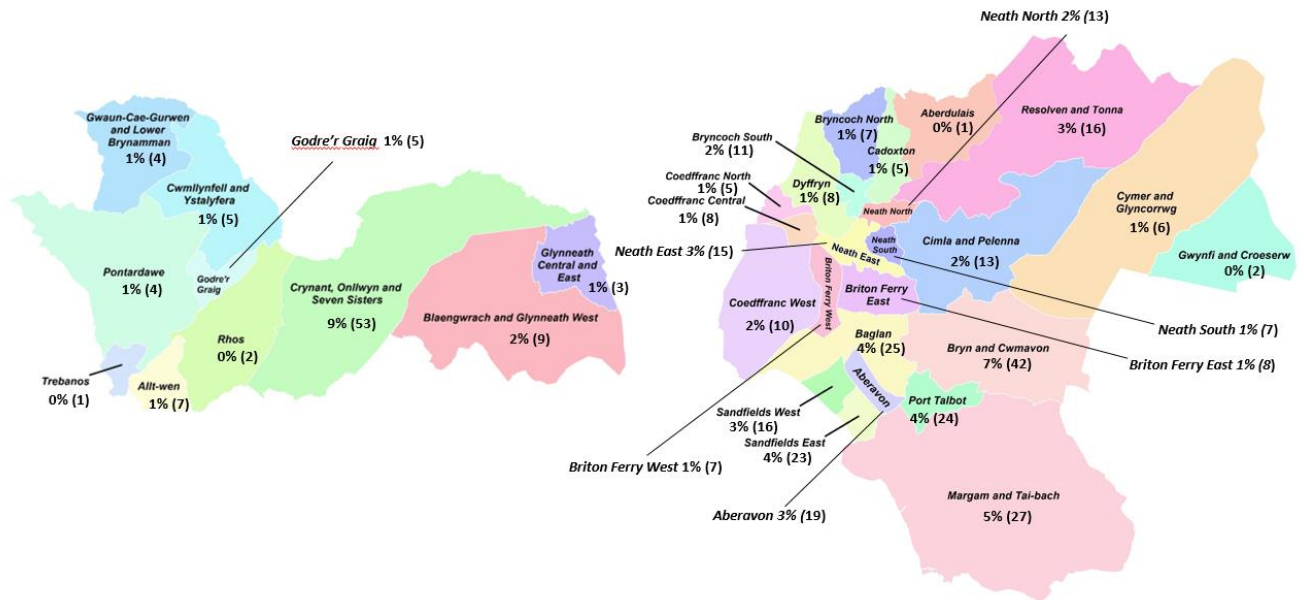 Gwaun-Cae-Gurwen
and Lower
Brynamman
1% (4)
Godre'r Graig 1% (5)
Cwmllynfell and
Ystalyfera
1% (5)
Pontardawe
1% (4)
Godre'r
Graig
Rhos
0% (2)
Crynant, Onllwyn and
Seven Sisters
9% (53)
Glynneath
Central and
East
1% (3)
Blaengwrach and Glynneath West
2% (9)
Trebanos
0% (1)
Allt-wen
1% (7)
Neath North 2% (13)
Bryncoch North
1% (7)
Aberdulais
0% (1)
Resolven and Tonna
3% (16)
Bryncoch South
2% (11)
Cadoxton
1% (5)
Coedffranc North
1% (5)
Dyffryn
1% (8)
Coedffranc Central
1% (8)
Neath North
Cymer and
Glyncorrwg
1% (6)
Neath East 3% (15)
Neath East
Neath
South
Cimla and Pelenna
2% (13)
Gwynfi and Croeserw
0% (2)
Coedffranc West
2% (10)
Briton Ferry West
Briton Ferry
East
Neath South 1% (7)
Baglan
4% (25)
Bryn and Cwmavon
7% (42)
Briton Ferry East 1% (8)
Aberavon
Port Talbot
4% (24)
Sandfields West
3% (16)
Sandfields East
4% (23)
Briton Ferry West 1% (7)
Aberavon 3% (19)
Margam and Tai-bach
5% (27)